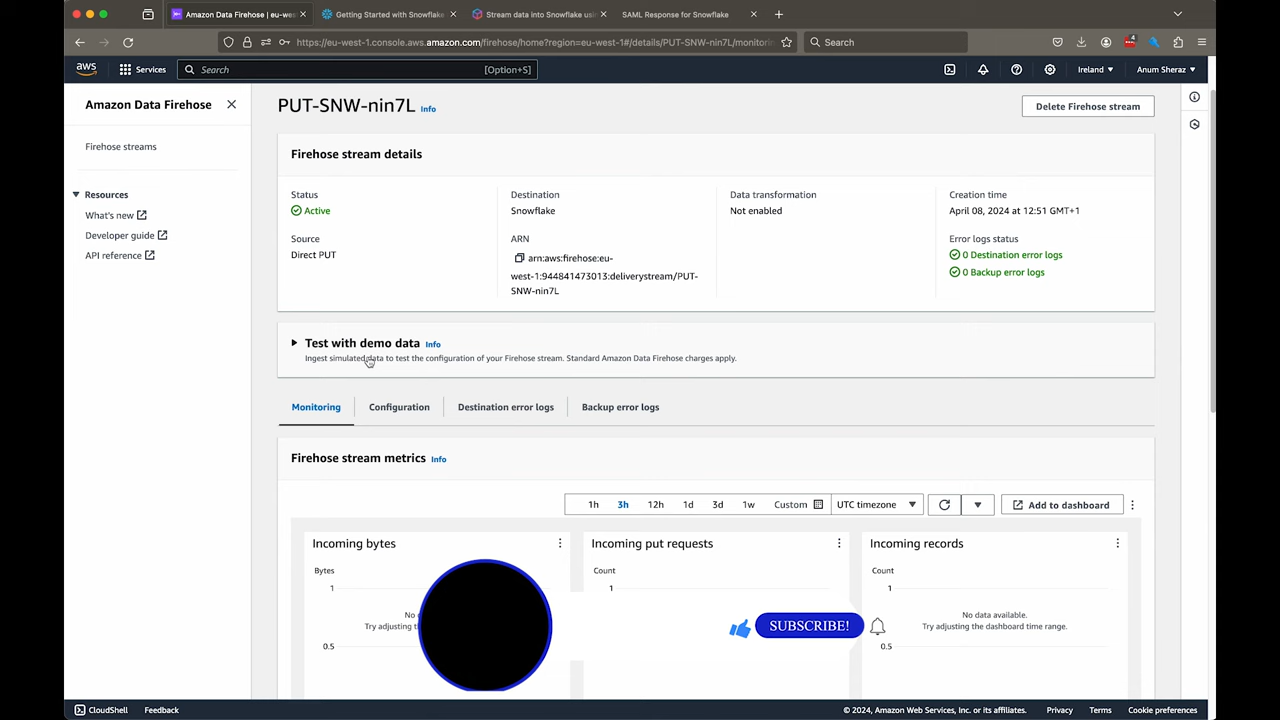 Amazon Data Firehose | eu-wes
Getting Started with Snowflake
Stream data into Snowflake usin
SAML Response for Snowflake
https://eu-west-1.console.aws.amazon.com/firehose/home?region=eu-west-1#/details/PUT-SNW-nin7L/monitorin
Search
4
aws
Services
Search
[Option+S]
Ireland
Anum Sheraz
Amazon Data Firehose
Firehose streams
Resources
What's new
Developer guide
API reference
PUT-SNW-nin7L Info
Delete Firehose stream
Firehose stream details
Status
Active
Source
Direct PUT
Destination
Snowflake
ARN
arn:aws:firehose:eu-
west-1:944841473013:deliverystream/PUT-
SNW-nin7L
Data transformation
Not enabled
Creation time
April 08, 2024 at 12:51 GMT+1
Error logs status
0 Destination error logs
0 Backup error logs
Test with demo data Info
Ingest simulated data to test the configuration of your Firehose stream. Standard Amazon Data Firehose charges apply.
Monitoring
Configuration
Destination error logs
Backup error logs
Firehose stream metrics Info
1h
3h
12h
1d
3d
1w
Custom
UTC timezone
Add to dashboard
Incoming bytes
Bytes
1
No
Try adjusting
0.5
Incoming put requests
Count
1
SUBSCRIBE!
Incoming records
Count
1
No data available.
Try adjusting the dashboard time range.
0.5
CloudShell
Feedback
© 2024, Amazon Web Services, Inc. or its affiliates.
Privacy
Terms
Cookie preferences